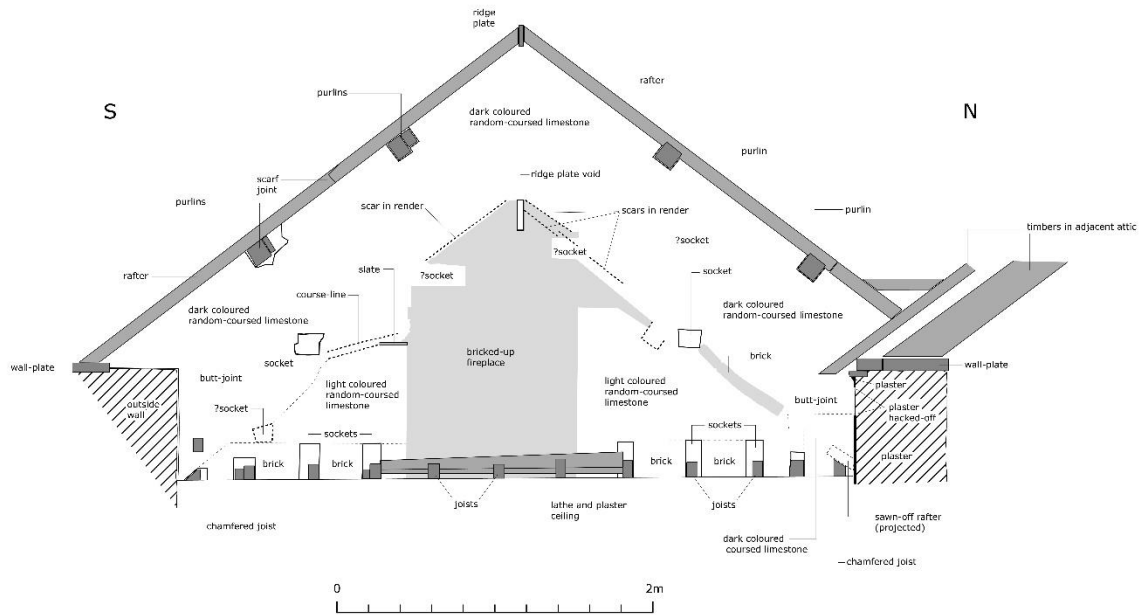 ridge
plate
S
N
rafter
purlins
dark coloured
random-coursed limestone
purlin
scarf
joint
ridge plate void
purlins
scar in render
scars in render
purlin
timbers in adjacent attic
?socket
?socket
rafter
slate
?socket
socket
course-line
dark coloured
random-coursed limestone
dark coloured
random-coursed limestone
wall-plate
socket
bricked-up
fireplace
brick
wall-plate
butt-joint
light coloured
random-coursed
limestone
light coloured
random-coursed
limestone
plaster
outside
wall
butt-joint
plaster
hacked-off
?socket
sockets
sockets
brick
brick
brick
brick
plaster
joists
lathe and plaster
ceiling
joists
chamfered joist
sawn-off rafter
(projected)
dark coloured
coursed limestone
chamfered joist
0
2m